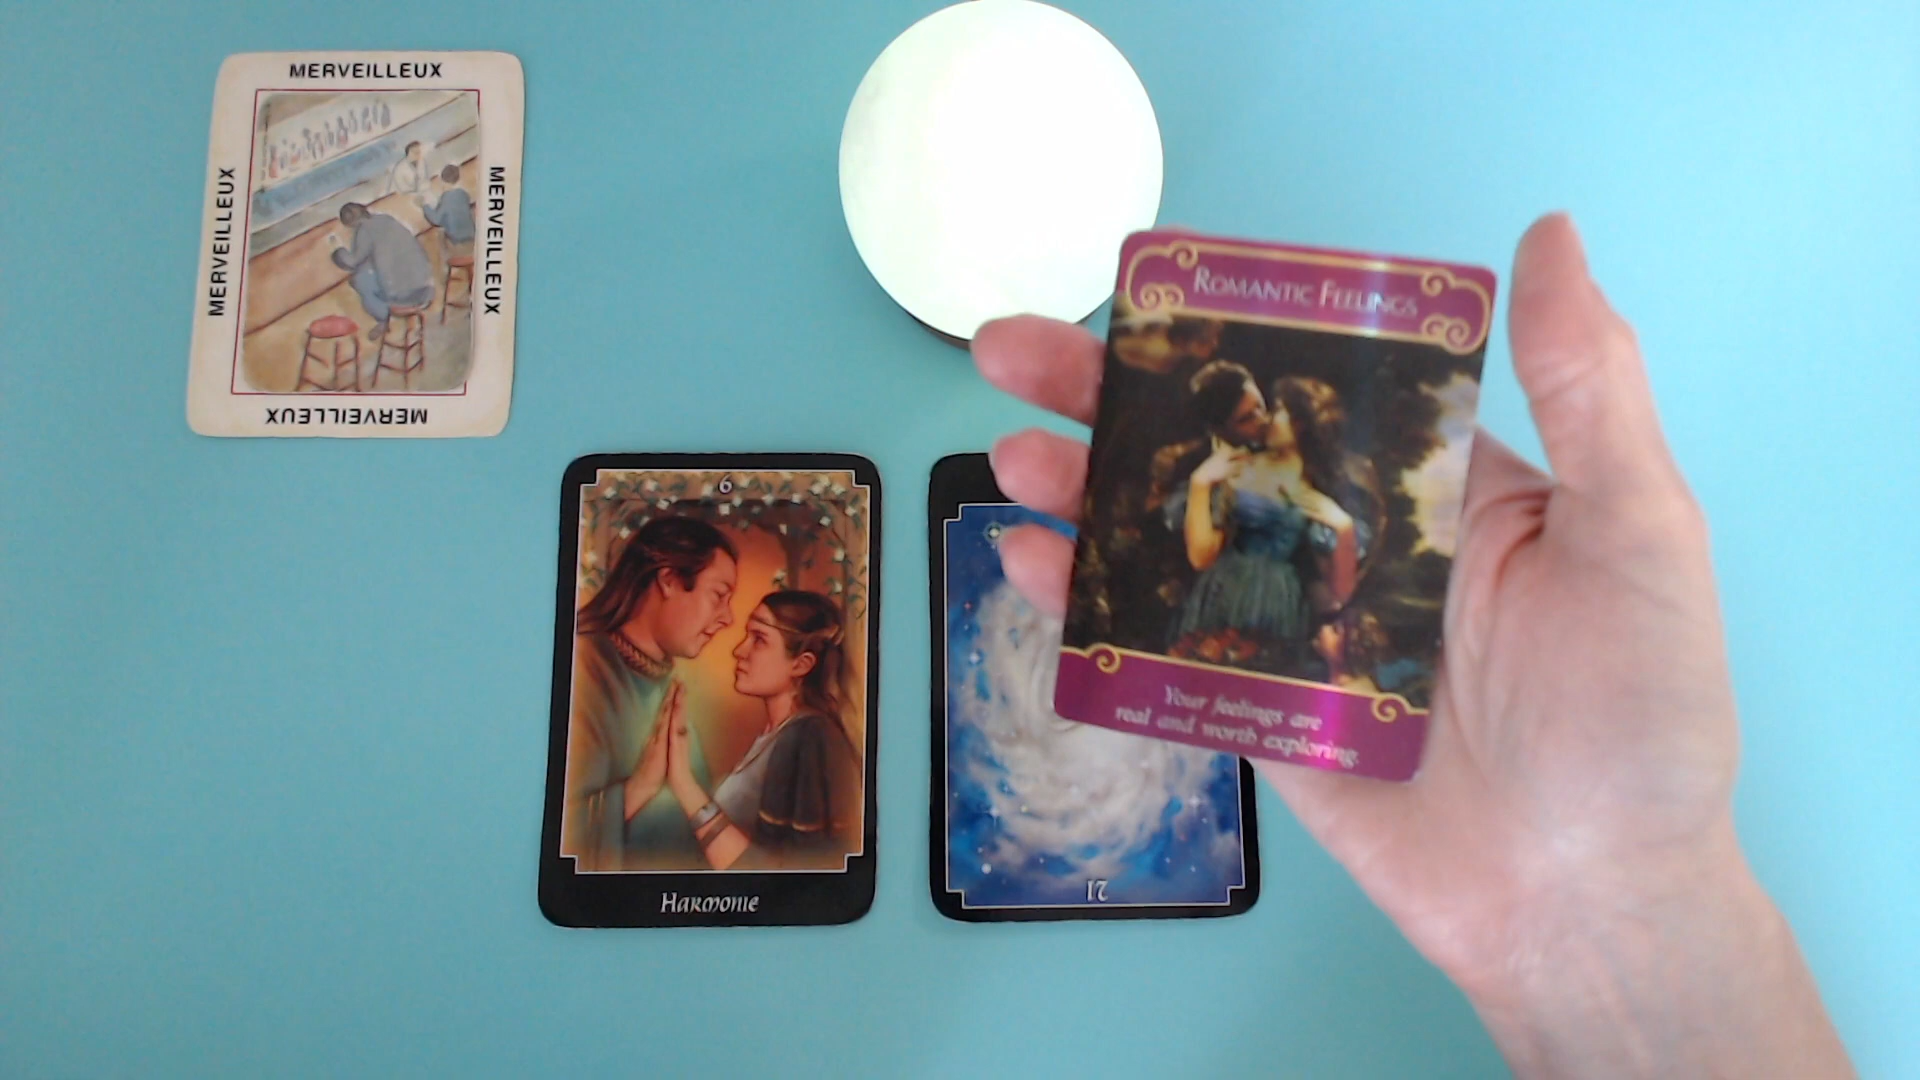 MERVEILLEUX
MERVEILLEUX
MERVEILLEUX
MERVEILLEUX
ROMANTIC FEELINGS
Your feelings are
real and worth exploring.
6
HARMONIE
17